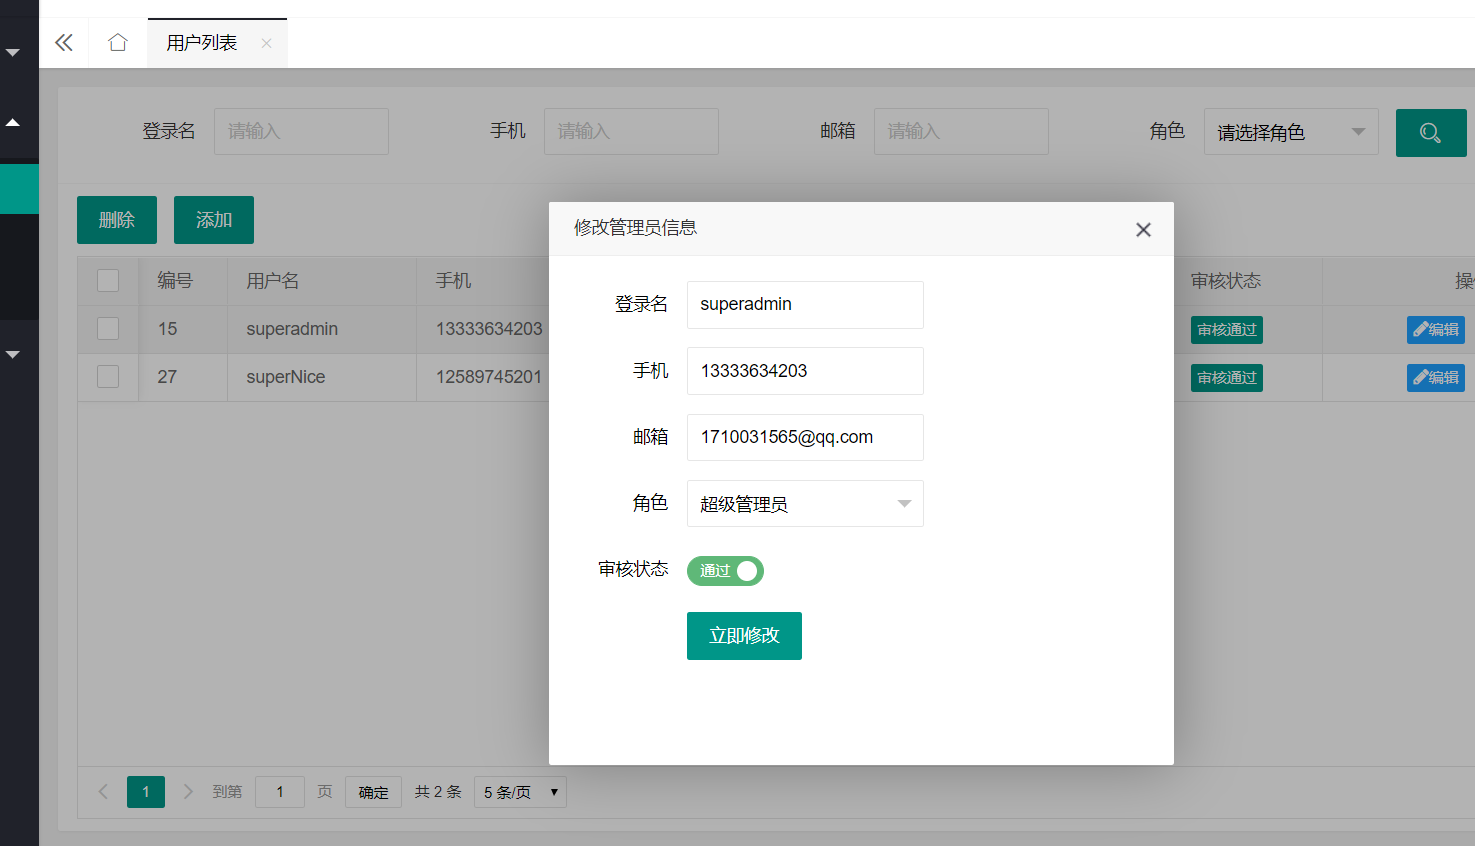 用户列表
登录名 请输入 手机 请输入 邮箱 请输入 角色 请选择角色
删除 添加
修改管理员信息
编号 用户名 手机 审核状态
15 superadmin 13333634203 审核通过 编辑
27 superNice 12589745201 审核通过 编辑
登录名 superadmin
手机 13333634203
邮箱 1710031565@qq.com
角色 超级管理员
审核状态 通过
立即修改
1 到第 1 页 确定 共 2 条 5 条/页